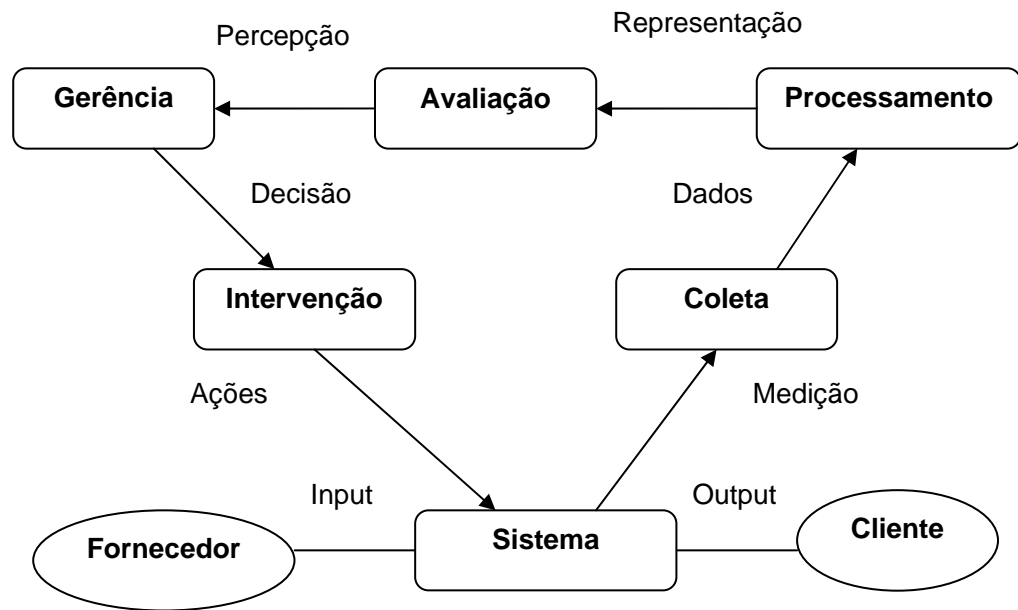 Percepção
Representação
Gerência
Avaliação
Processamento
Decisão
Dados
Intervenção
Coleta
Ações
Medição
Input
Output
Fornecedor
Sistema
Cliente